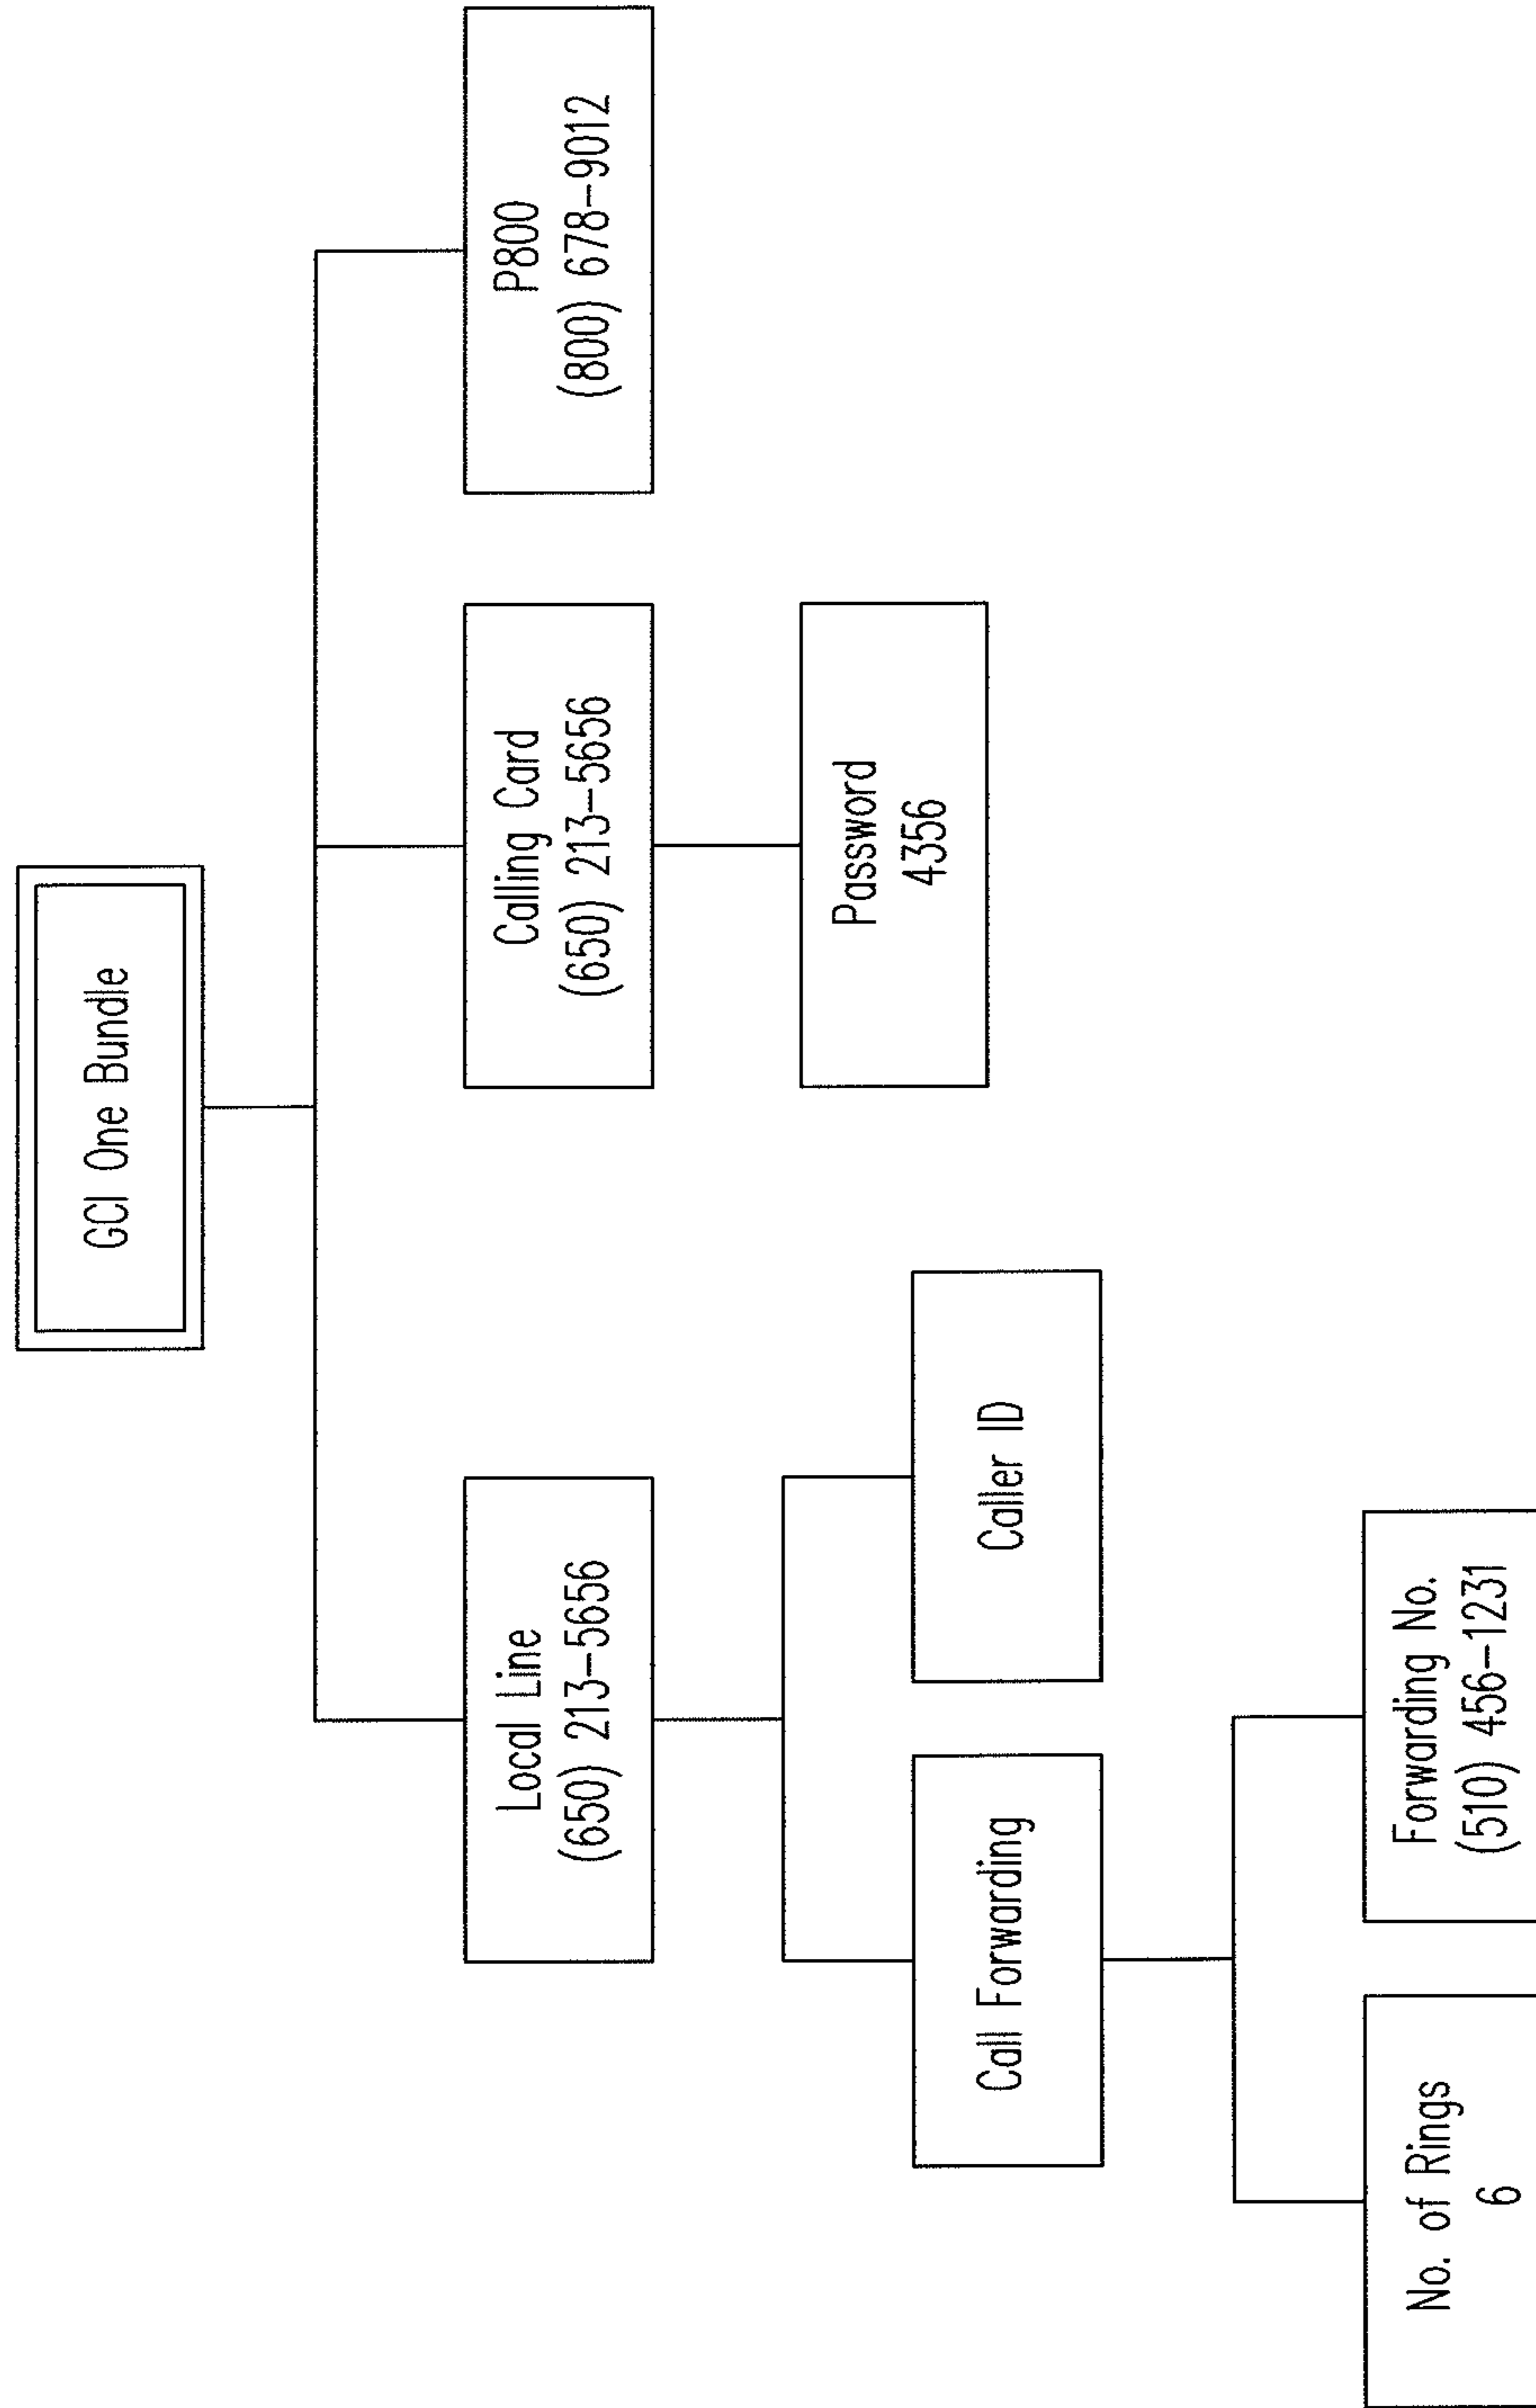 GCI One Bundle
Local Line
(650) 213-5656
Calling Card
(650) 213-5656
P800
(800) 678-9012
Call Forwarding
Caller ID
Password
4356
No. of Rings
6
Forwarding No.
(510) 456-1231